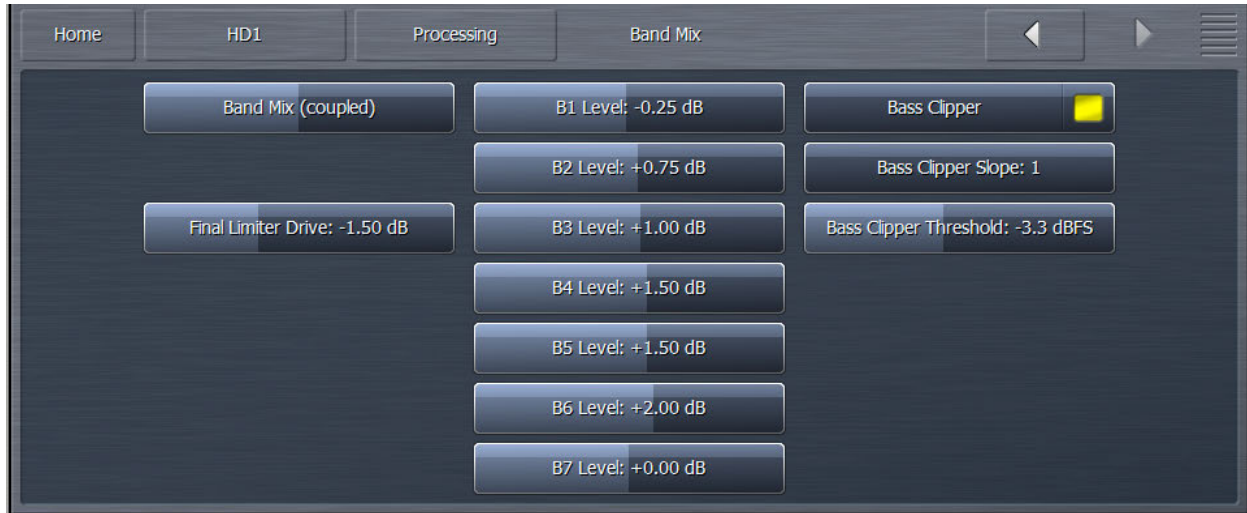 Home
HD1
Processing
Band Mix
Band Mix (coupled)
B1 Level: -0.25 dB
Bass Clipper
B2 Level: +0.75 dB
Bass Clipper Slope: 1
Final Limiter Drive: -1.50 dB
B3 Level: +1.00 dB
Bass Clipper Threshold: -3.3 dBFS
B4 Level: +1.50 dB
B5 Level: +1.50 dB
B6 Level: +2.00 dB
B7 Level: +0.00 dB